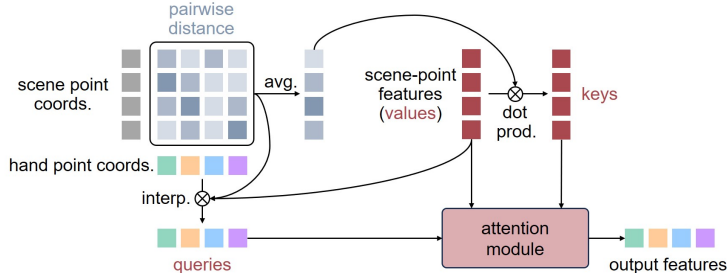 pairwise
distance
scene point
coords.
avg.
scene-point
features
(values)
dot
prod.
keys
hand point coords.
interp.
queries
attention
module
output features